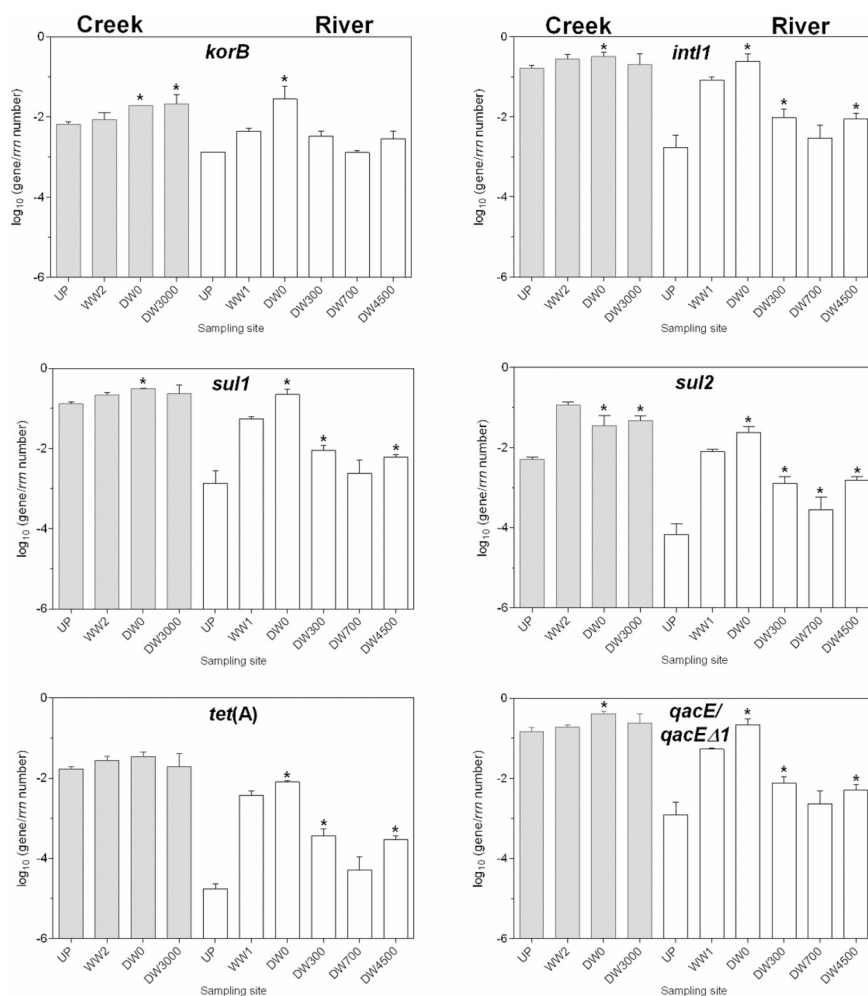 Creek River
korB
0
-2
-4
-6
log10 (gene/rrn number)
UP WW2 DW0 DW3000 UP WW1 DW0 DW300 DW700 DW4500
* * *
Sampling site
Creek River
intI1
0
-2
-4
-6
log10 (gene/rrn number)
UP WW2 DW0 DW3000 UP WW1 DW0 DW300 DW700 DW4500
* * * *
Sampling site
sul1
0
-2
-4
-6
log10 (gene/rrn number)
UP WW2 DW0 DW3000 UP WW1 DW0 DW300 DW700 DW4500
* * * *
Sampling site
sul2
0
-2
-4
-6
log10 (gene/rrn number)
UP WW2 DW0 DW3000 UP WW1 DW0 DW300 DW700 DW4500
* * * * * *
Sampling site
tet(A)
0
-2
-4
-6
log10 (gene/rrn number)
UP WW2 DW0 DW3000 UP WW1 DW0 DW300 DW700 DW4500
* * *
Sampling site
qacE/
qacEΔ1
0
-2
-4
-6
log10 (gene/rrn number)
UP WW2 DW0 DW3000 UP WW1 DW0 DW300 DW700 DW4500
* * * *
Sampling site